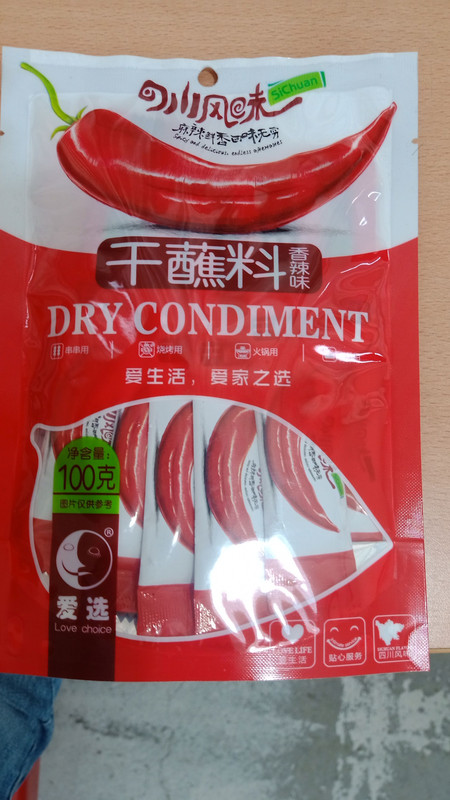 四川风味
SiChuan
麻辣鲜香回味无穷
干蘸料
香辣味
DRY CONDIMENT
串串用
烧烤用
火锅用
爱生活，爱家之选
净含量：
100克
图片仅供参考
®
爱选
Love choice
贴心服务
四川风味